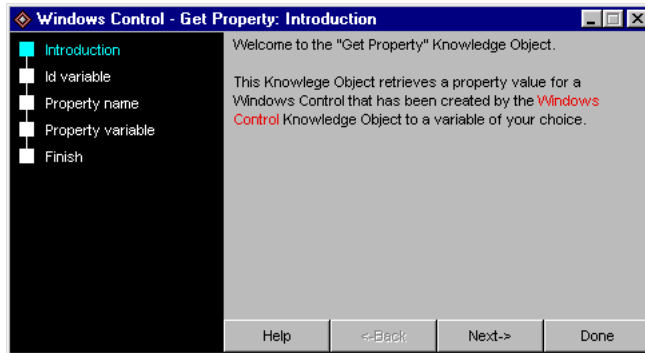 Windows Control - Get Property: Introduction
Introduction
Id variable
Property name
Property variable
Finish
Welcome to the "Get Property" Knowledge Object.
This Knowlege Object retrieves a property value for a
Windows Control that has been created by the Windows
Control Knowledge Object to a variable of your choice.
Help
<-Back
Next->
Done